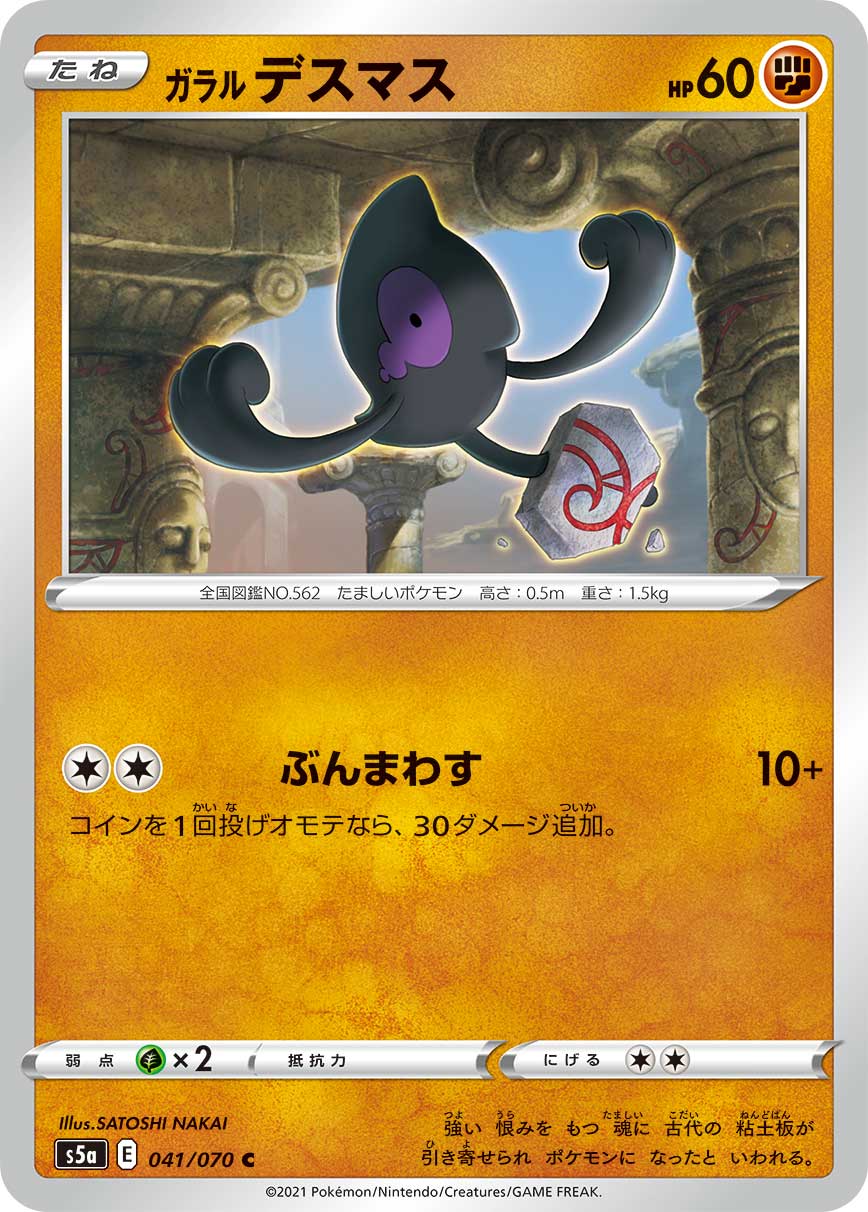 たね ガラル デスマス HP60
全国図鑑NO.562 たましいポケモン 高さ：0.5m 重さ：1.5kg
ぶんまわす 10+
コインを1回投げオモテなら、30ダメージ追加。
弱点 ×2 抵抗力 にげる
Illus.SATOSHI NAKAI
強い 恨みを もつ 魂に 古代の 粘土板が
引き寄せられ ポケモンに なったと いわれる。
s5a E 041/070 C
©2021 Pokémon/Nintendo/Creatures/GAME FREAK.